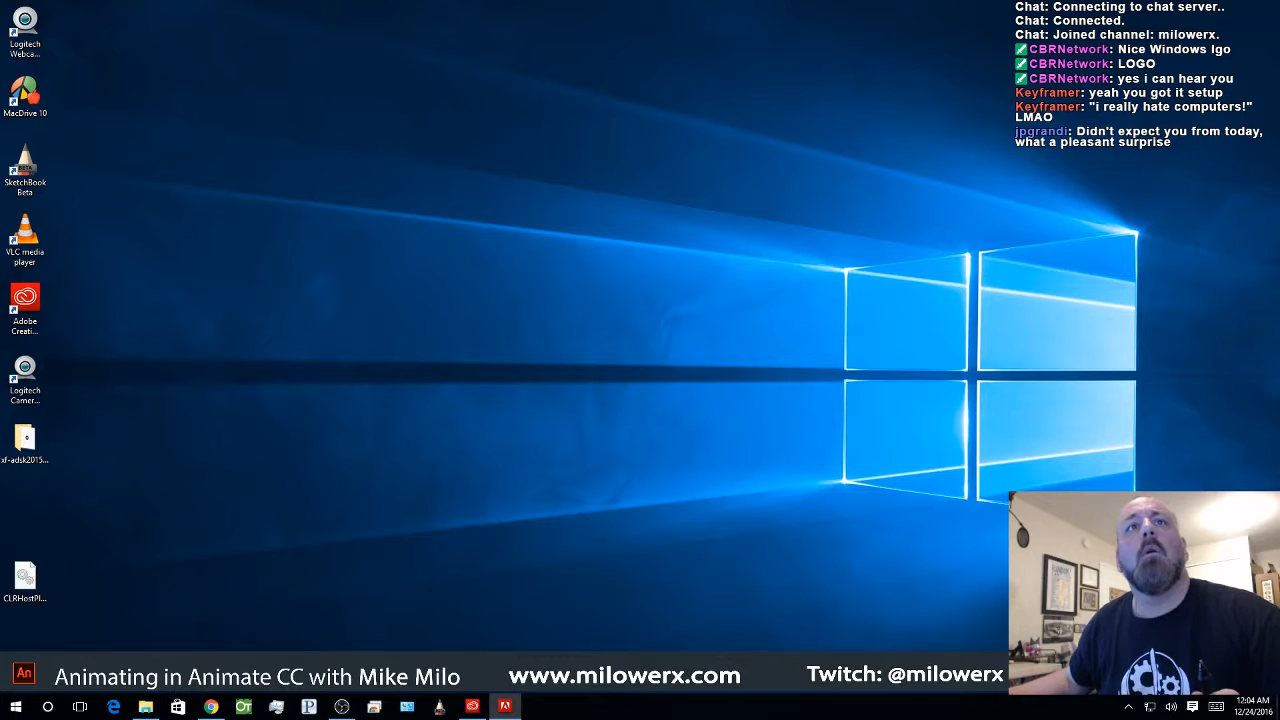 Chat: Connecting to chat server..
Chat: Connected.
Chat: Joined channel: milowerx.
CBRNetwork: Nice Windows lgo
CBRNetwork: LOGO
CBRNetwork: yes i can hear you
Keyframer: yeah you got it setup
Keyframer: "i really hate computers!"
LMAO
jpgrandi: Didn't expect you from today,
what a pleasant surprise
Logitech
Webca...
MacDrive 10
SketchBook
Beta
VLC media
player
Adobe
Creati...
Logitech
Camer...
xf-adsk2015...
CLRHostPl...
An
Animating in Animate CC with Mike Milo
www.milowerx.com
Twitch: @milowerx
12:04 AM
12/24/2016